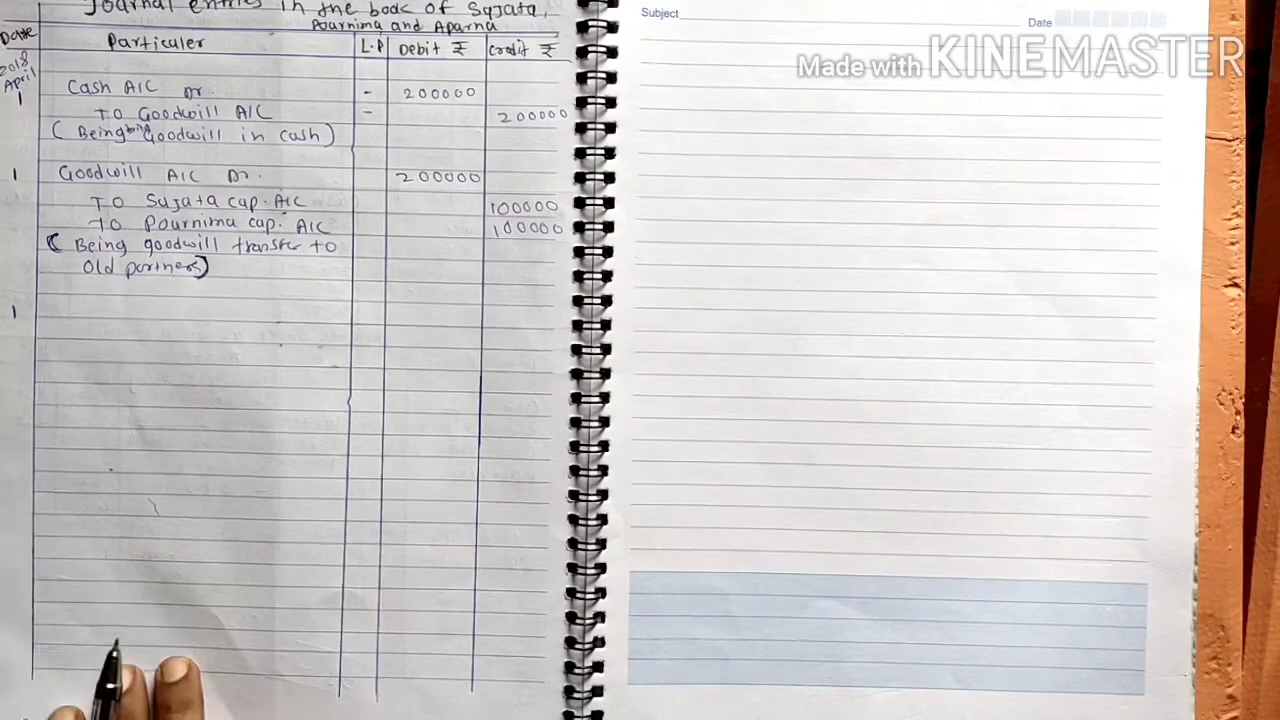 Journal entries in the book of Sujata,
Pournima and Aparna
Date Particuler L.P Debit ₹ Credit ₹
2018
April
1 Cash A/C Dr. - 200000
To Goodwill A/C - 200000
(Being Goodwill in cash)
1 Goodwill A/C Dr. 200000
To Sujata cap. A/C 100000
To Pournima cap. A/C 100000
(Being goodwill transfer to
old partners)
1
Subject
Date
Made with KINEMASTER